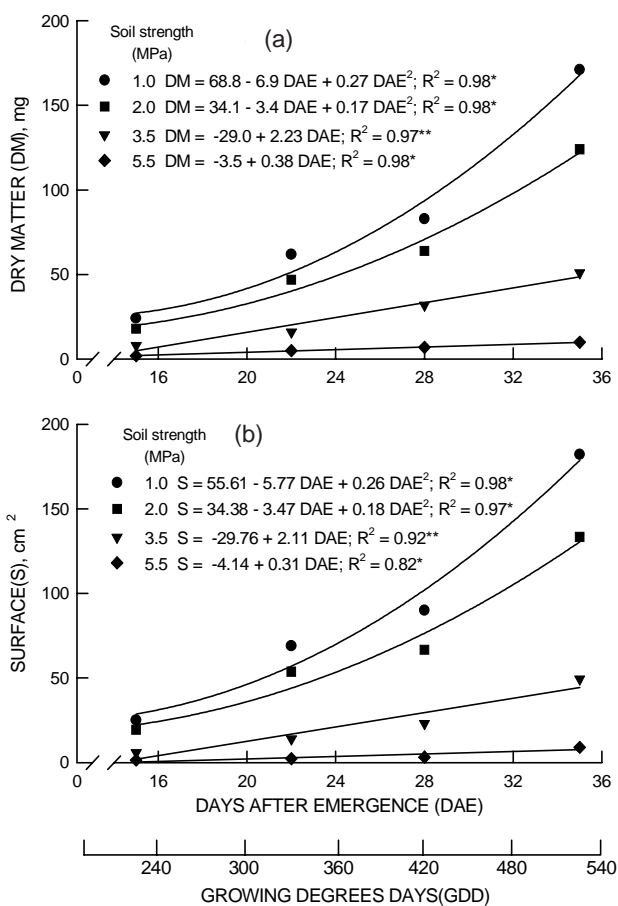 (a)
Soil strength
(MPa)
1.0 DM = 68.8 - 6.9 DAE + 0.27 DAE²; R² = 0.98*
2.0 DM = 34.1 - 3.4 DAE + 0.17 DAE²; R² = 0.98*
3.5 DM = -29.0 + 2.23 DAE; R² = 0.97**
5.5 DM = -3.5 + 0.38 DAE; R² = 0.98*
DRY MATTER (DM), mg
200
150
100
50
0
0 16 20 24 28 32 36
(b)
Soil strength
(MPa)
1.0 S = 55.61 - 5.77 DAE + 0.26 DAE²; R² = 0.98*
2.0 S = 34.38 - 3.47 DAE + 0.18 DAE²; R² = 0.97*
3.5 S = -29.76 + 2.11 DAE; R² = 0.92**
5.5 S = -4.14 + 0.31 DAE; R² = 0.82*
SURFACE(S), cm²
200
150
100
50
0
0 16 20 24 28 32 36
DAYS AFTER EMERGENCE (DAE)
240 300 360 420 480 540
GROWING DEGREES DAYS(GDD)